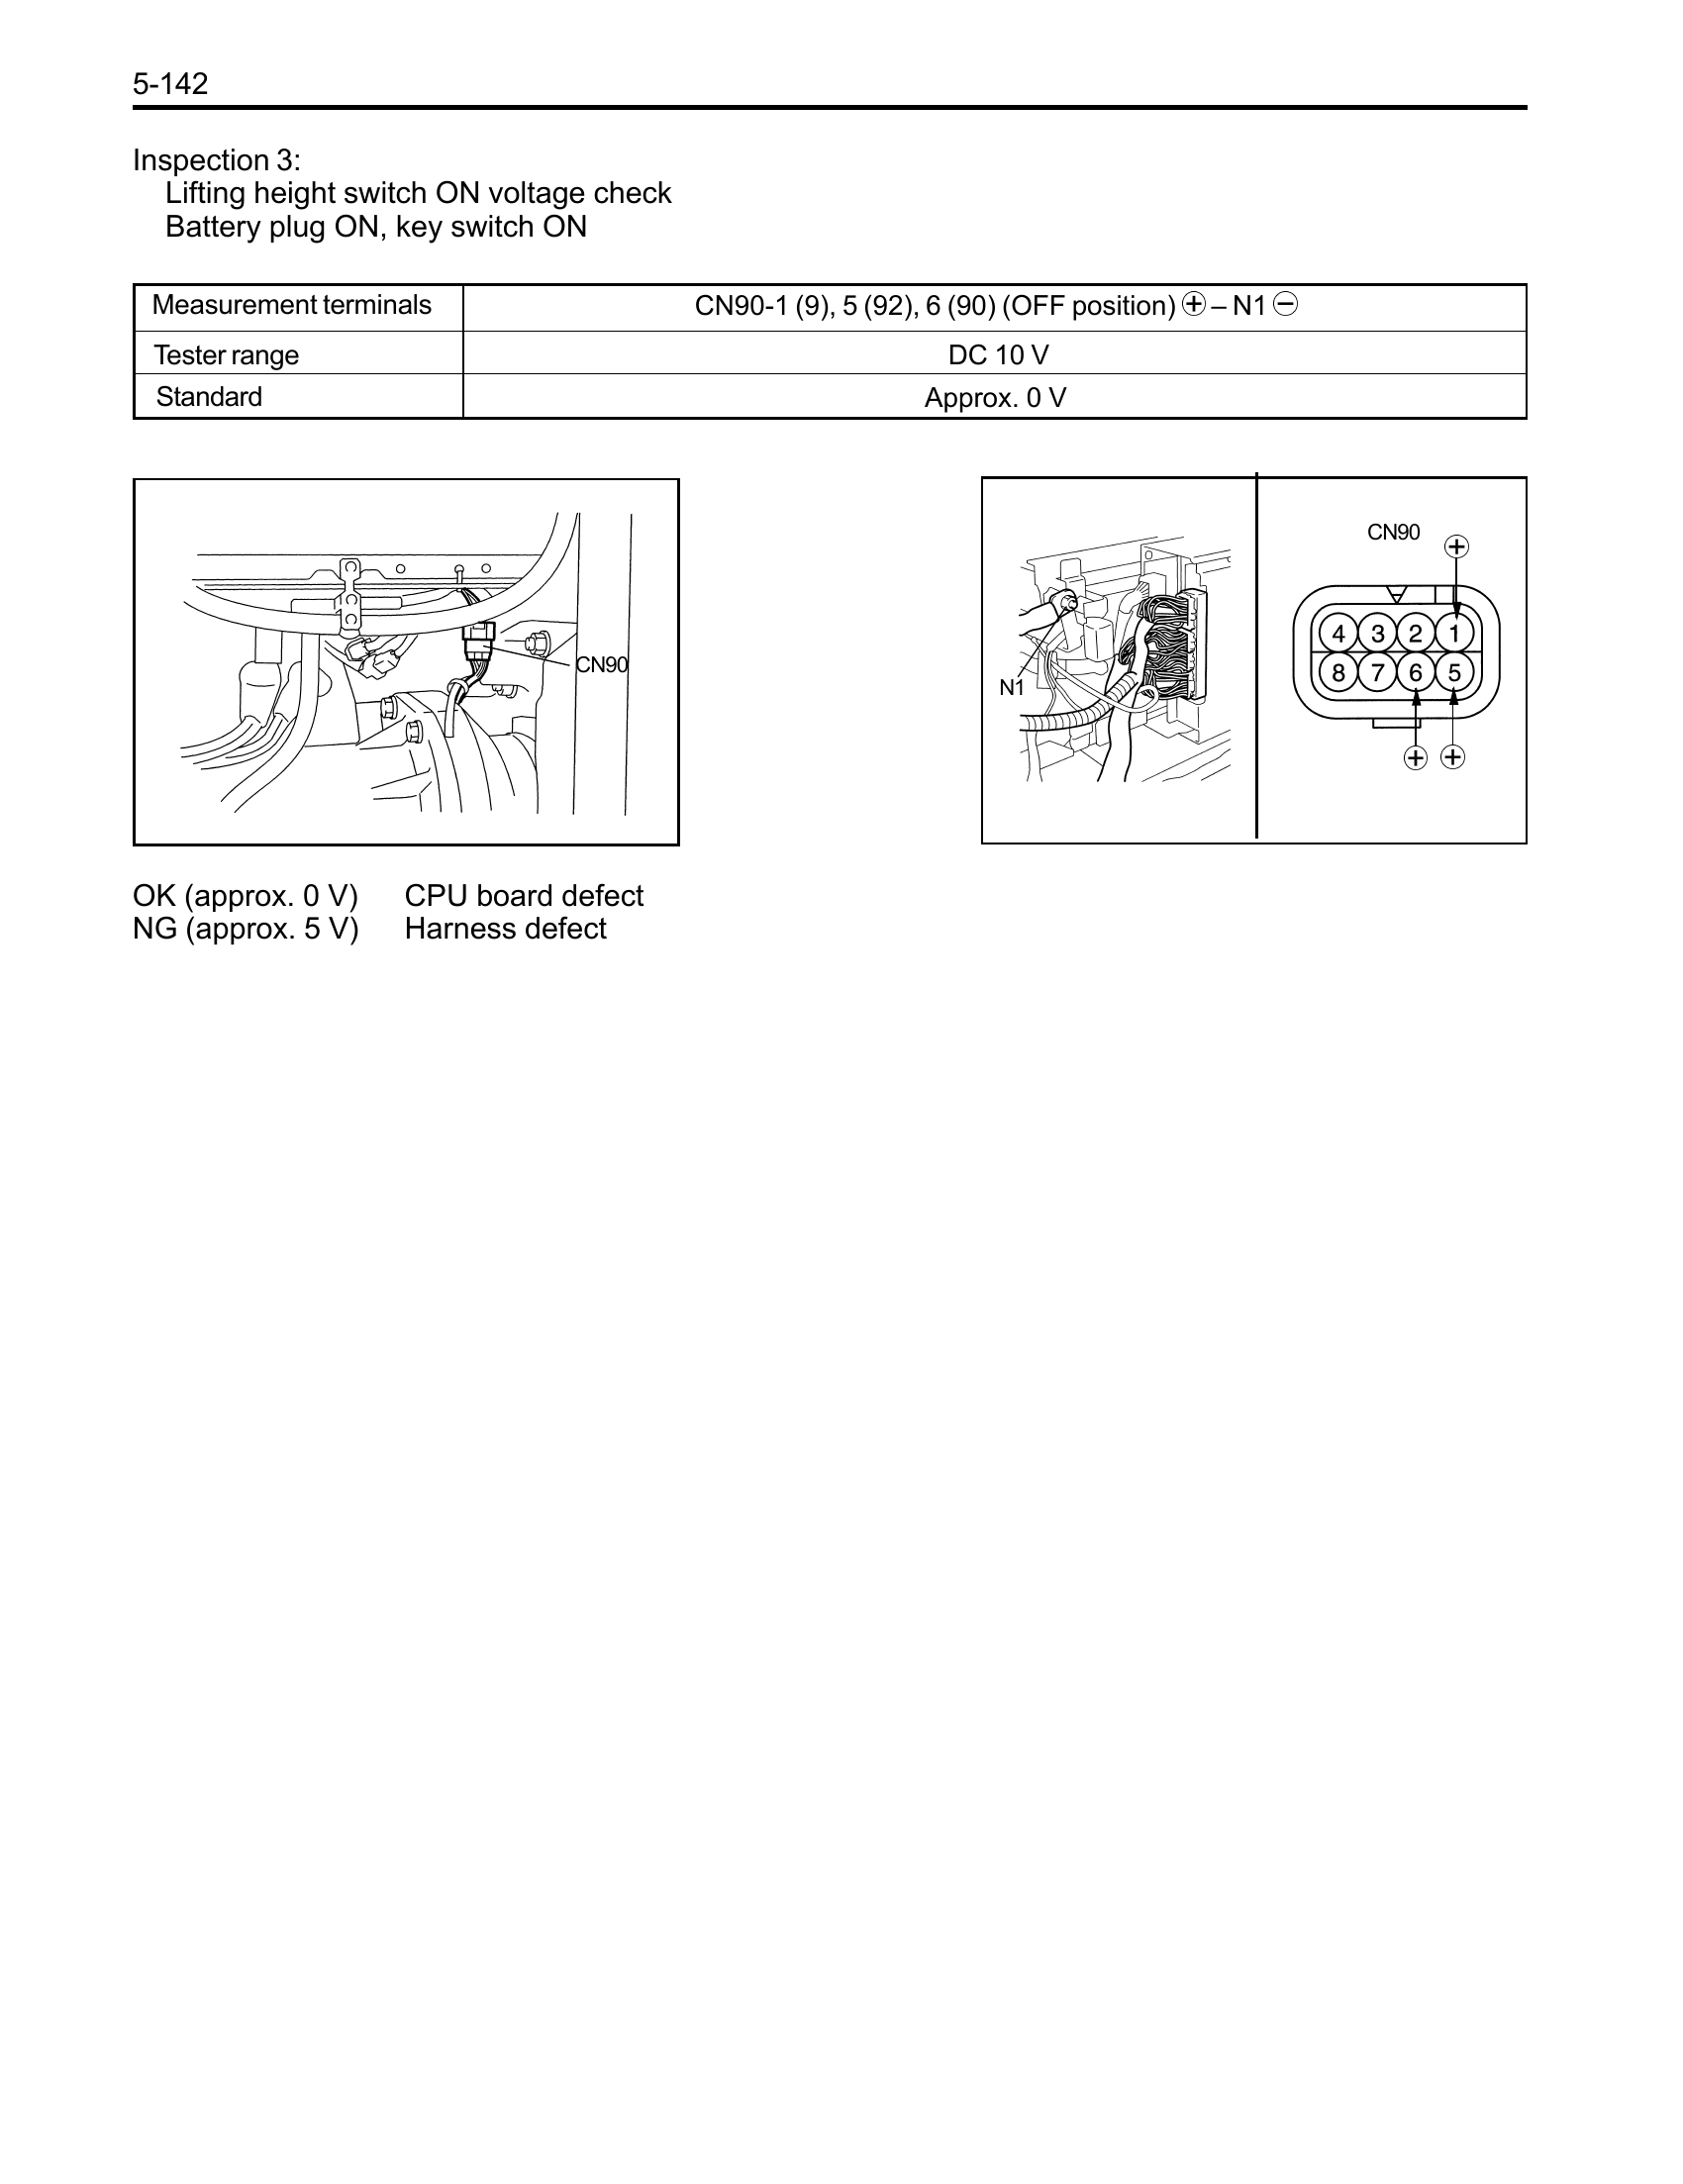 5-142
Inspection 3:
Lifting height switch ON voltage check
Battery plug ON, key switch ON
Measurement terminals CN90-1 (9), 5 (92), 6 (90) (OFF position) ⊕ – N1 ⊖
Tester range DC 10 V
Standard Approx. 0 V
CN90
N1
CN90
⊕
4 3 2 1
8 7 6 5
⊕ ⊕
OK (approx. 0 V) CPU board defect
NG (approx. 5 V) Harness defect